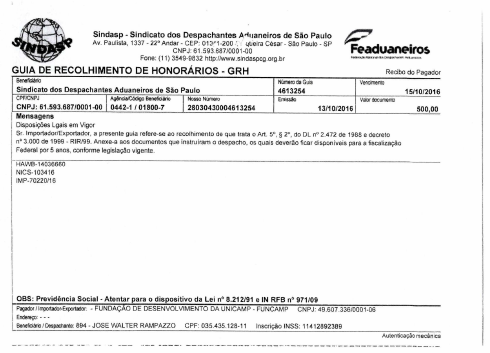 SINDASP
Sindasp - Sindicato dos Despachantes Aduaneiros de São Paulo
Av. Paulista, 1337 - 22º Andar - CEP: César - São Paulo - SP
CNPJ: 61.593.687/0001-00
Fone: (11) 3549-9832 http://www.sindaspcg.org.br
Feaduaneiros
GUIA DE RECOLHIMENTO DE HONORÁRIOS - GRH
Recibo do Pagador
Beneficiário Número da Guia Vencimento
Sindicato dos Despachantes Aduaneiros de São Paulo 4613254 15/10/2016
CPF/CNPJ Agência/Código Beneficiário Nosso Número Emissão Valor documento
CNPJ: 61.593.687/0001-00 0442-1 / 01800-7 28030430004613254 13/10/2016 500,00
Mensagens
Disposições Lgais em Vigor
Sr. Importador/Exportador, a presente guia refere-se ao recolhimento de que trata o Art. 5º, § 2º, do DL nº 2.472 de 1988 e decreto
nº 3.000 de 1999 - RIR/99. Anexe-a aos documentos que instruíram o despacho, os quais deverão ficar disponíveis para a fiscalização
Federal por 5 anos, conforme legislação vigente.
HAWB-14036660
NICS-103416
IMP-70220/16
OBS: Previdência Social - Atentar para o dispositivo da Lei nº 8.212/91 e IN RFB nº 971/09
Pagador / Importador-Exportador: - FUNDAÇÃO DE DESENVOLVIMENTO DA UNICAMP - FUNCAMP CNPJ: 49.607.336/0001-06
Endereço: - - -
Beneficiário / Despachante: 894 - JOSE WALTER RAMPAZZO CPF: 035.435.128-11 Inscrição INSS: 11412892389
Autenticação mecânica